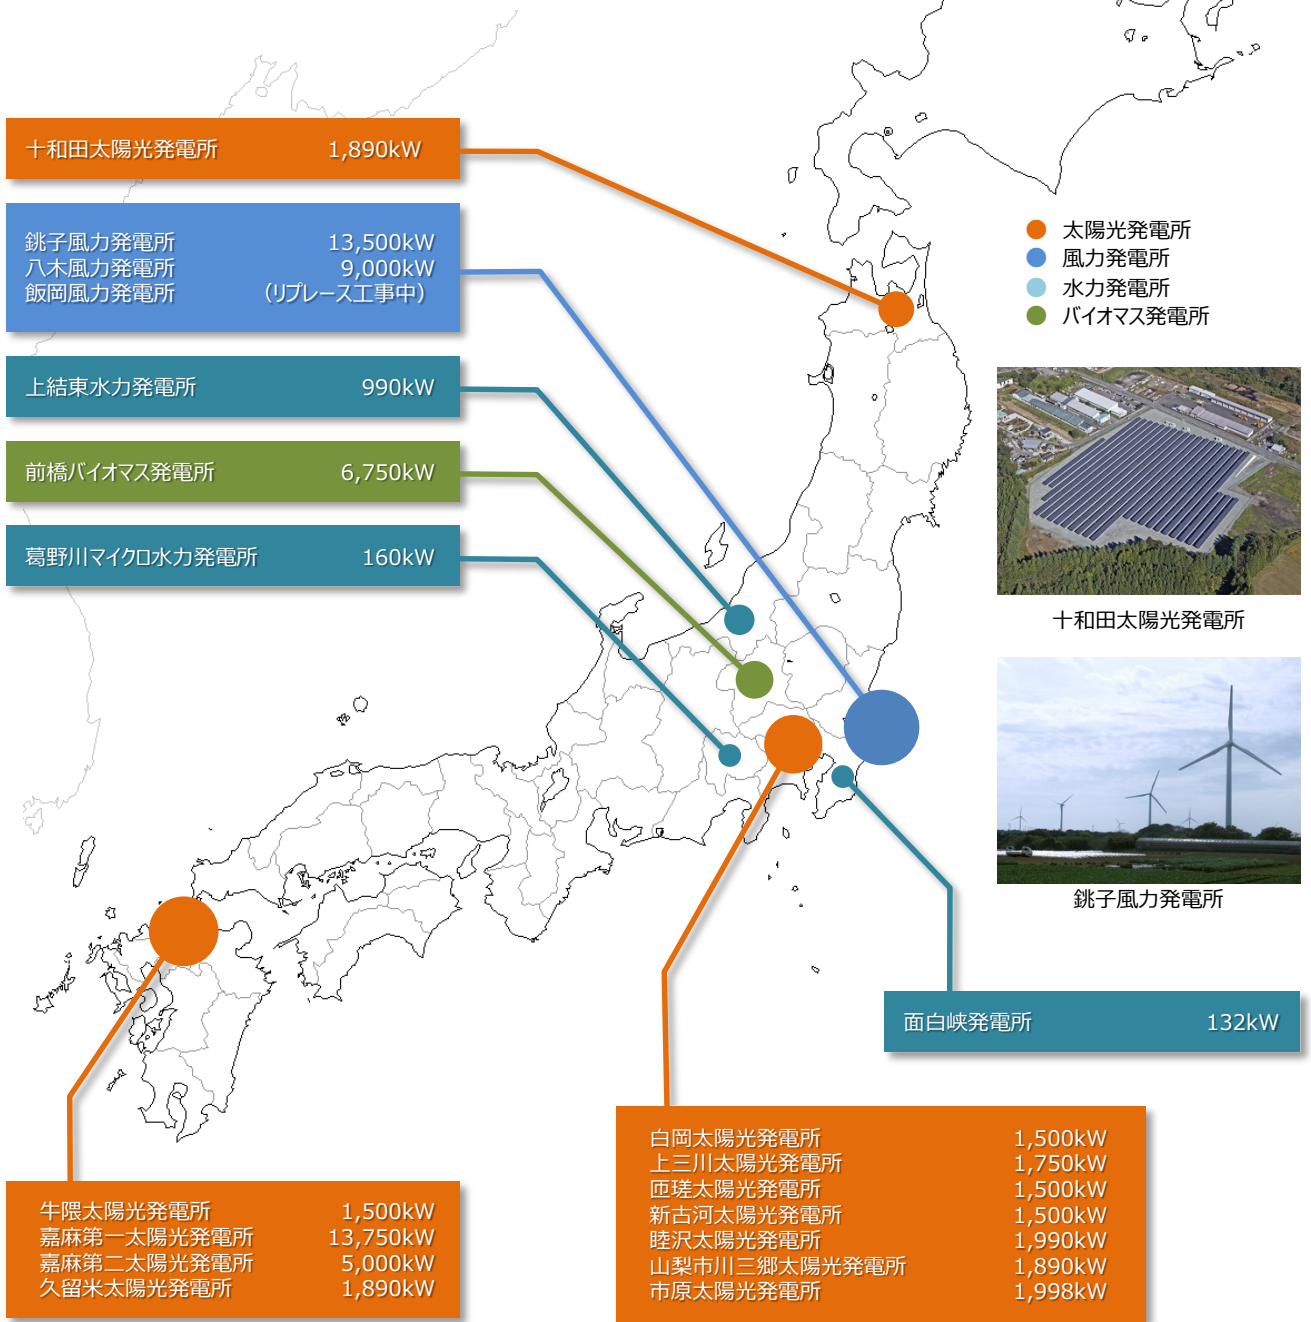 十和田太陽光発電所 1,890kW
銚子風力発電所 13,500kW
八木風力発電所 9,000kW
飯岡風力発電所 (リプレース工事中)
上結東水力発電所 990kW
前橋バイオマス発電所 6,750kW
葛野川マイクロ水力発電所 160kW
太陽光発電所
風力発電所
水力発電所
バイオマス発電所
十和田太陽光発電所
銚子風力発電所
面白峡発電所 132kW
白岡太陽光発電所 1,500kW
上三川太陽光発電所 1,750kW
匝瑳太陽光発電所 1,500kW
新古河太陽光発電所 1,500kW
睦沢太陽光発電所 1,990kW
山梨市川三郷太陽光発電所 1,890kW
市原太陽光発電所 1,998kW
牛隈太陽光発電所 1,500kW
嘉麻第一太陽光発電所 13,750kW
嘉麻第二太陽光発電所 5,000kW
久留米太陽光発電所 1,890kW